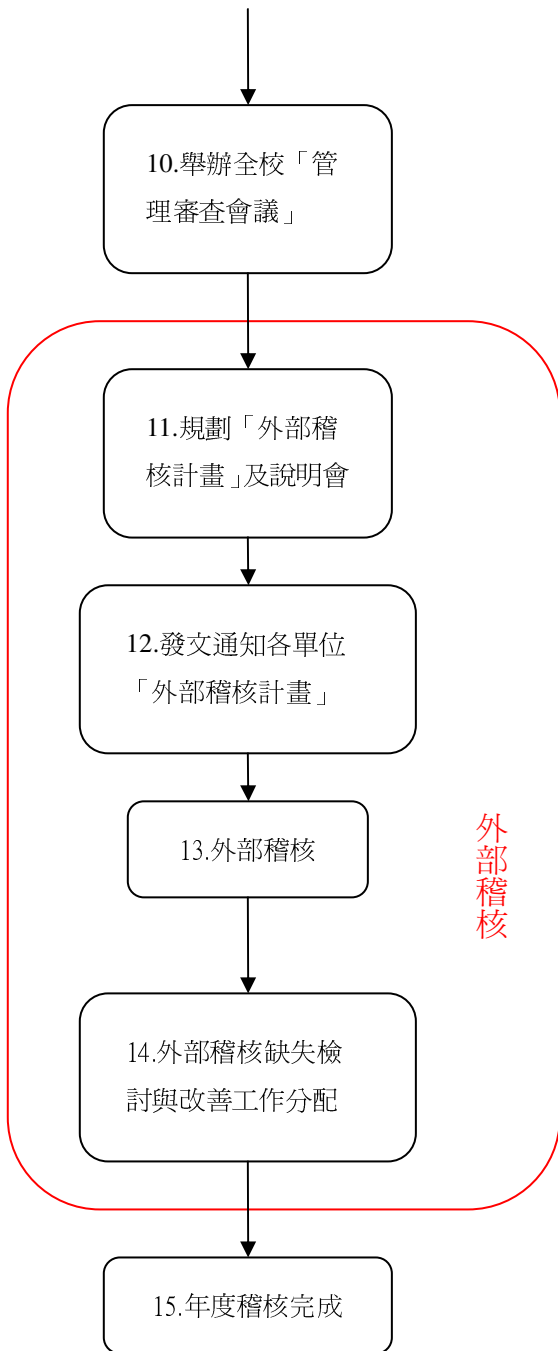 10.舉辦全校「管
理審查會議」
11.規劃「外部稽
核計畫」及說明會
12.發文通知各單位
「外部稽核計畫」
13.外部稽核
外部稽核
14.外部稽核缺失檢
討與改善工作分配
15.年度稽核完成